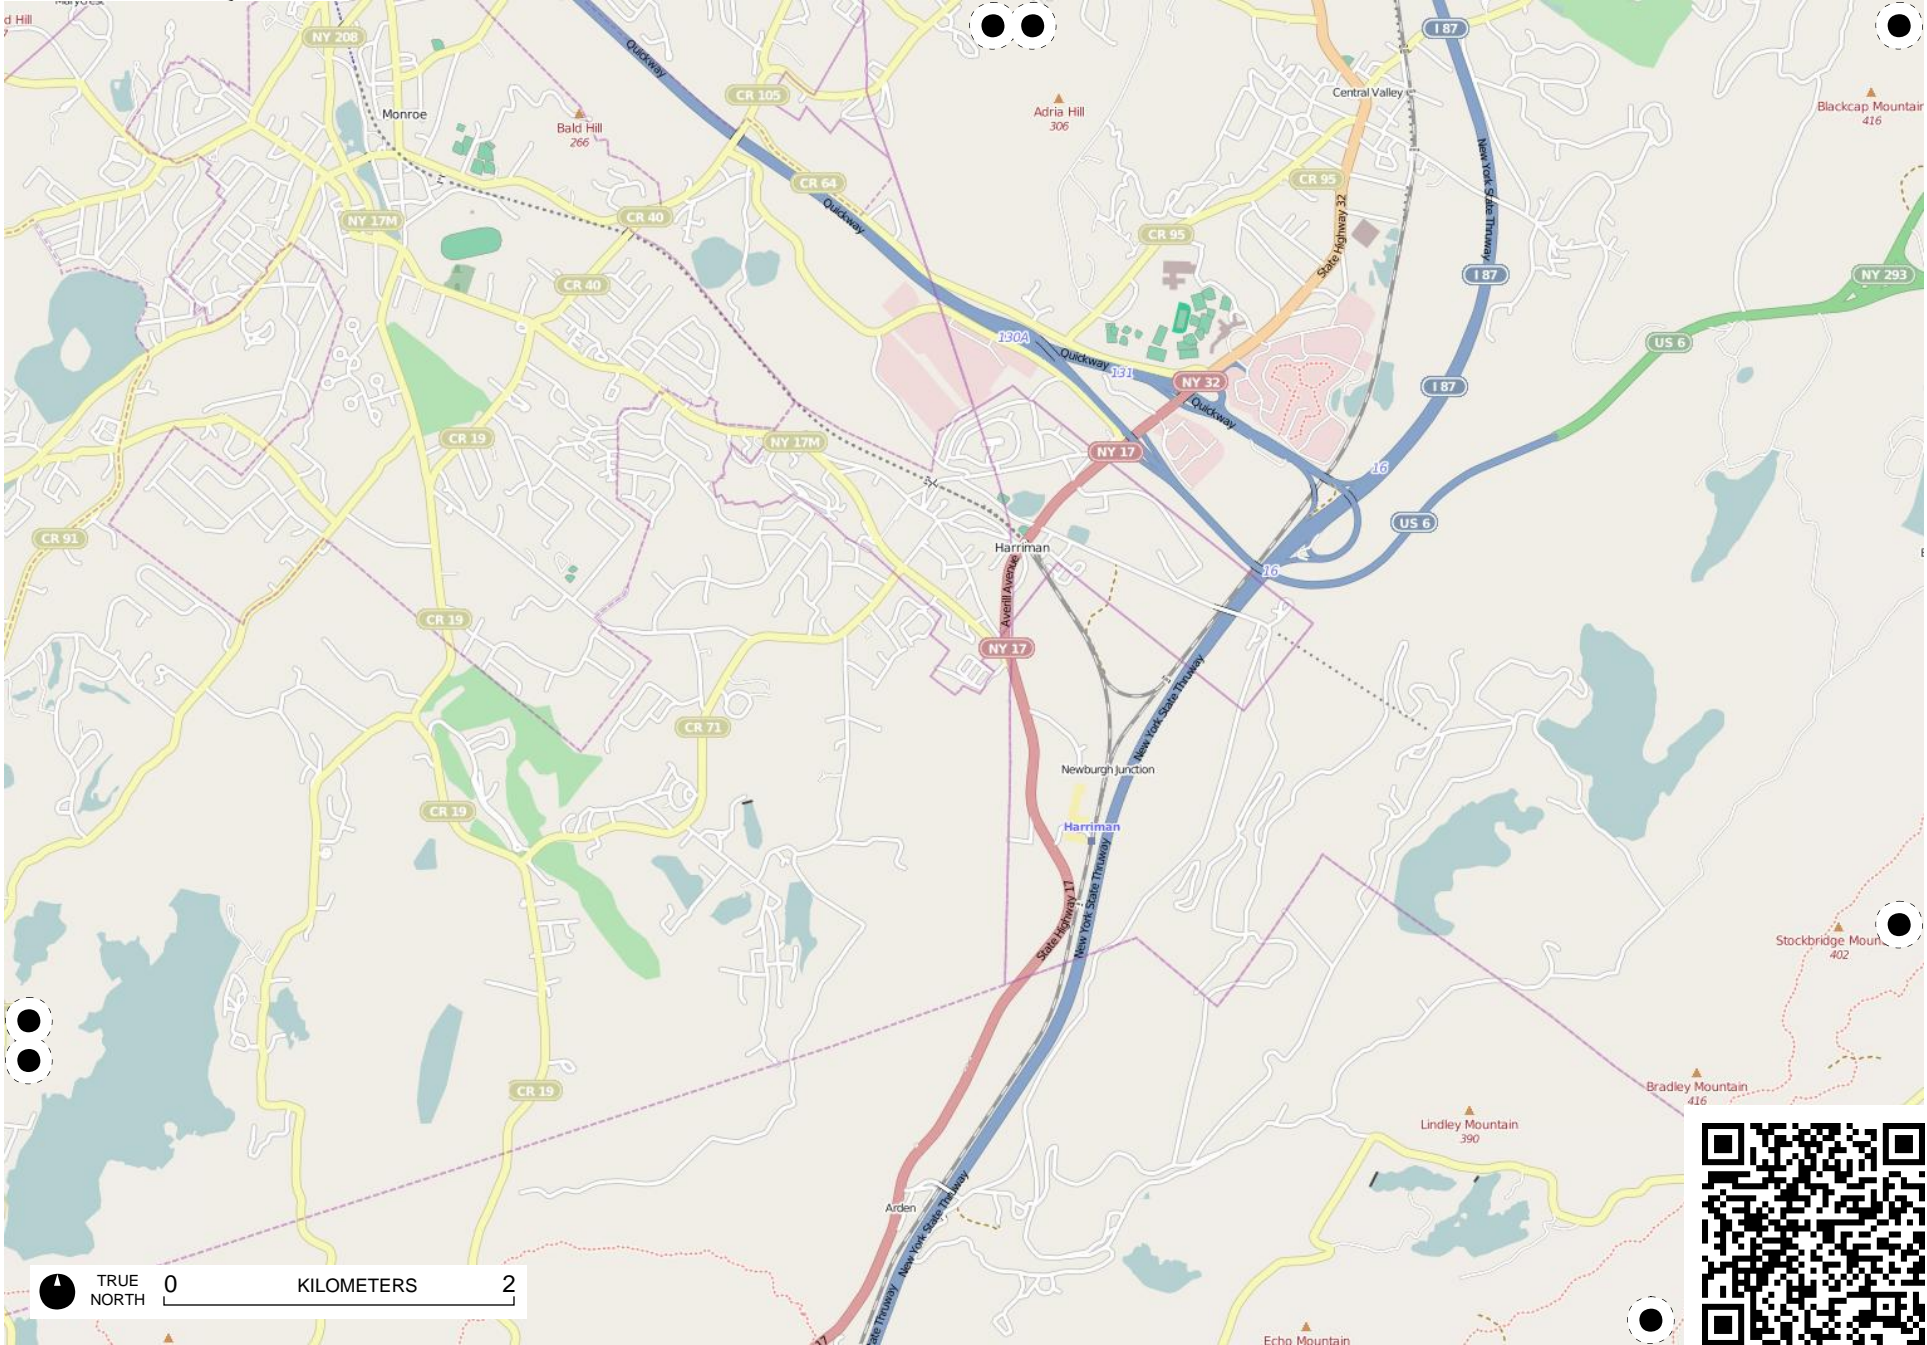 NY 208
I 87
Quickway
CR 105
Central Valley
Monroe
Adria Hill
306
Blackcap Mountain
416
Bald Hill
266
CR 64
CR 95
New York State Thruway
NY 17M
CR 40
Quickway
CR 95
State Highway 32
CR 40
I 87
NY 293
130A
Quickway
131
US 6
NY 32
I 87
Quickway
CR 19
NY 17M
NY 17
16
US 6
CR 91
Harriman
16
Averill Avenue
CR 19
NY 17
CR 71
New York State Thruway
Newburgh Junction
CR 19
Harriman
New York State Thruway
State Highway 17
Stockbridge Moun
402
CR 19
Bradley Mountain
416
Lindley Mountain
390
Arden
New York State Thruway
TRUE NORTH
0 KILOMETERS 2
ate Thruway
17
Echo Mountain